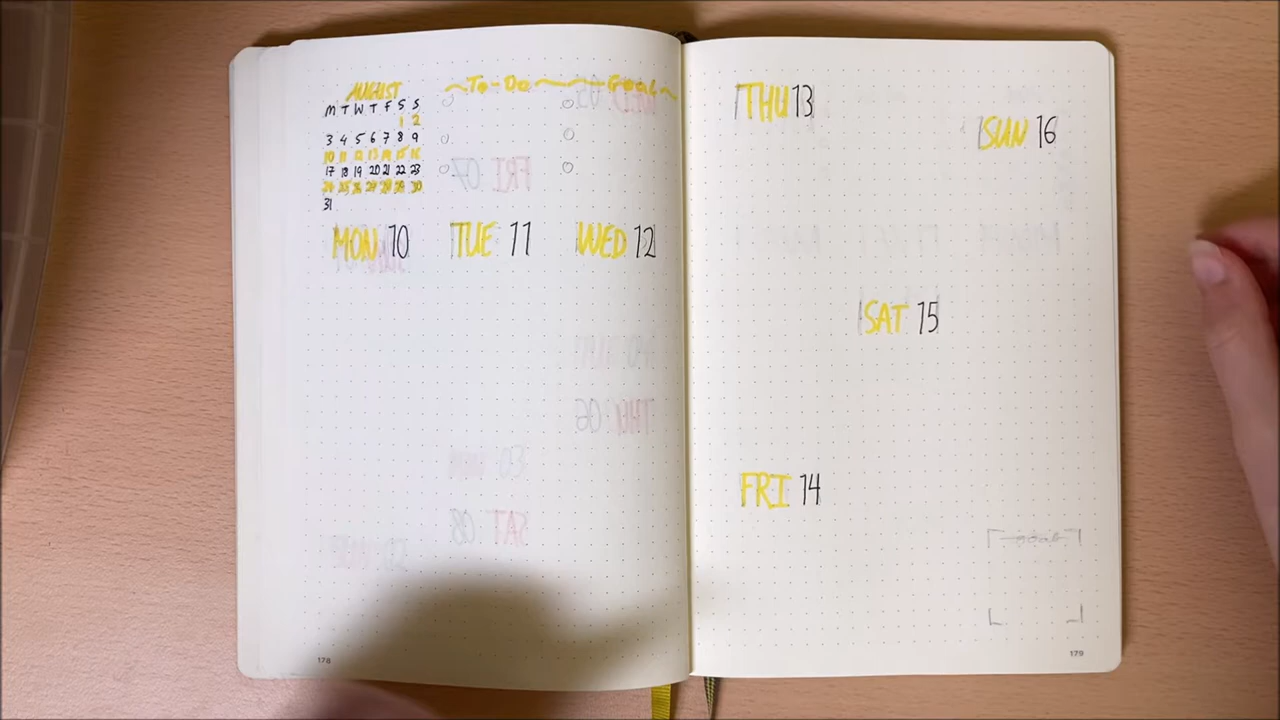 AUGUST
M T W T F S S
1 2
3 4 5 6 7 8 9
10 11 12 13 14 15 16
17 18 19 20 21 22 23
24 25 26 27 28 29 30
31
To-Do
Goal
MON 10
TUE 11
WED 12
178
THU 13
SUN 16
SAT 15
FRI 14
179